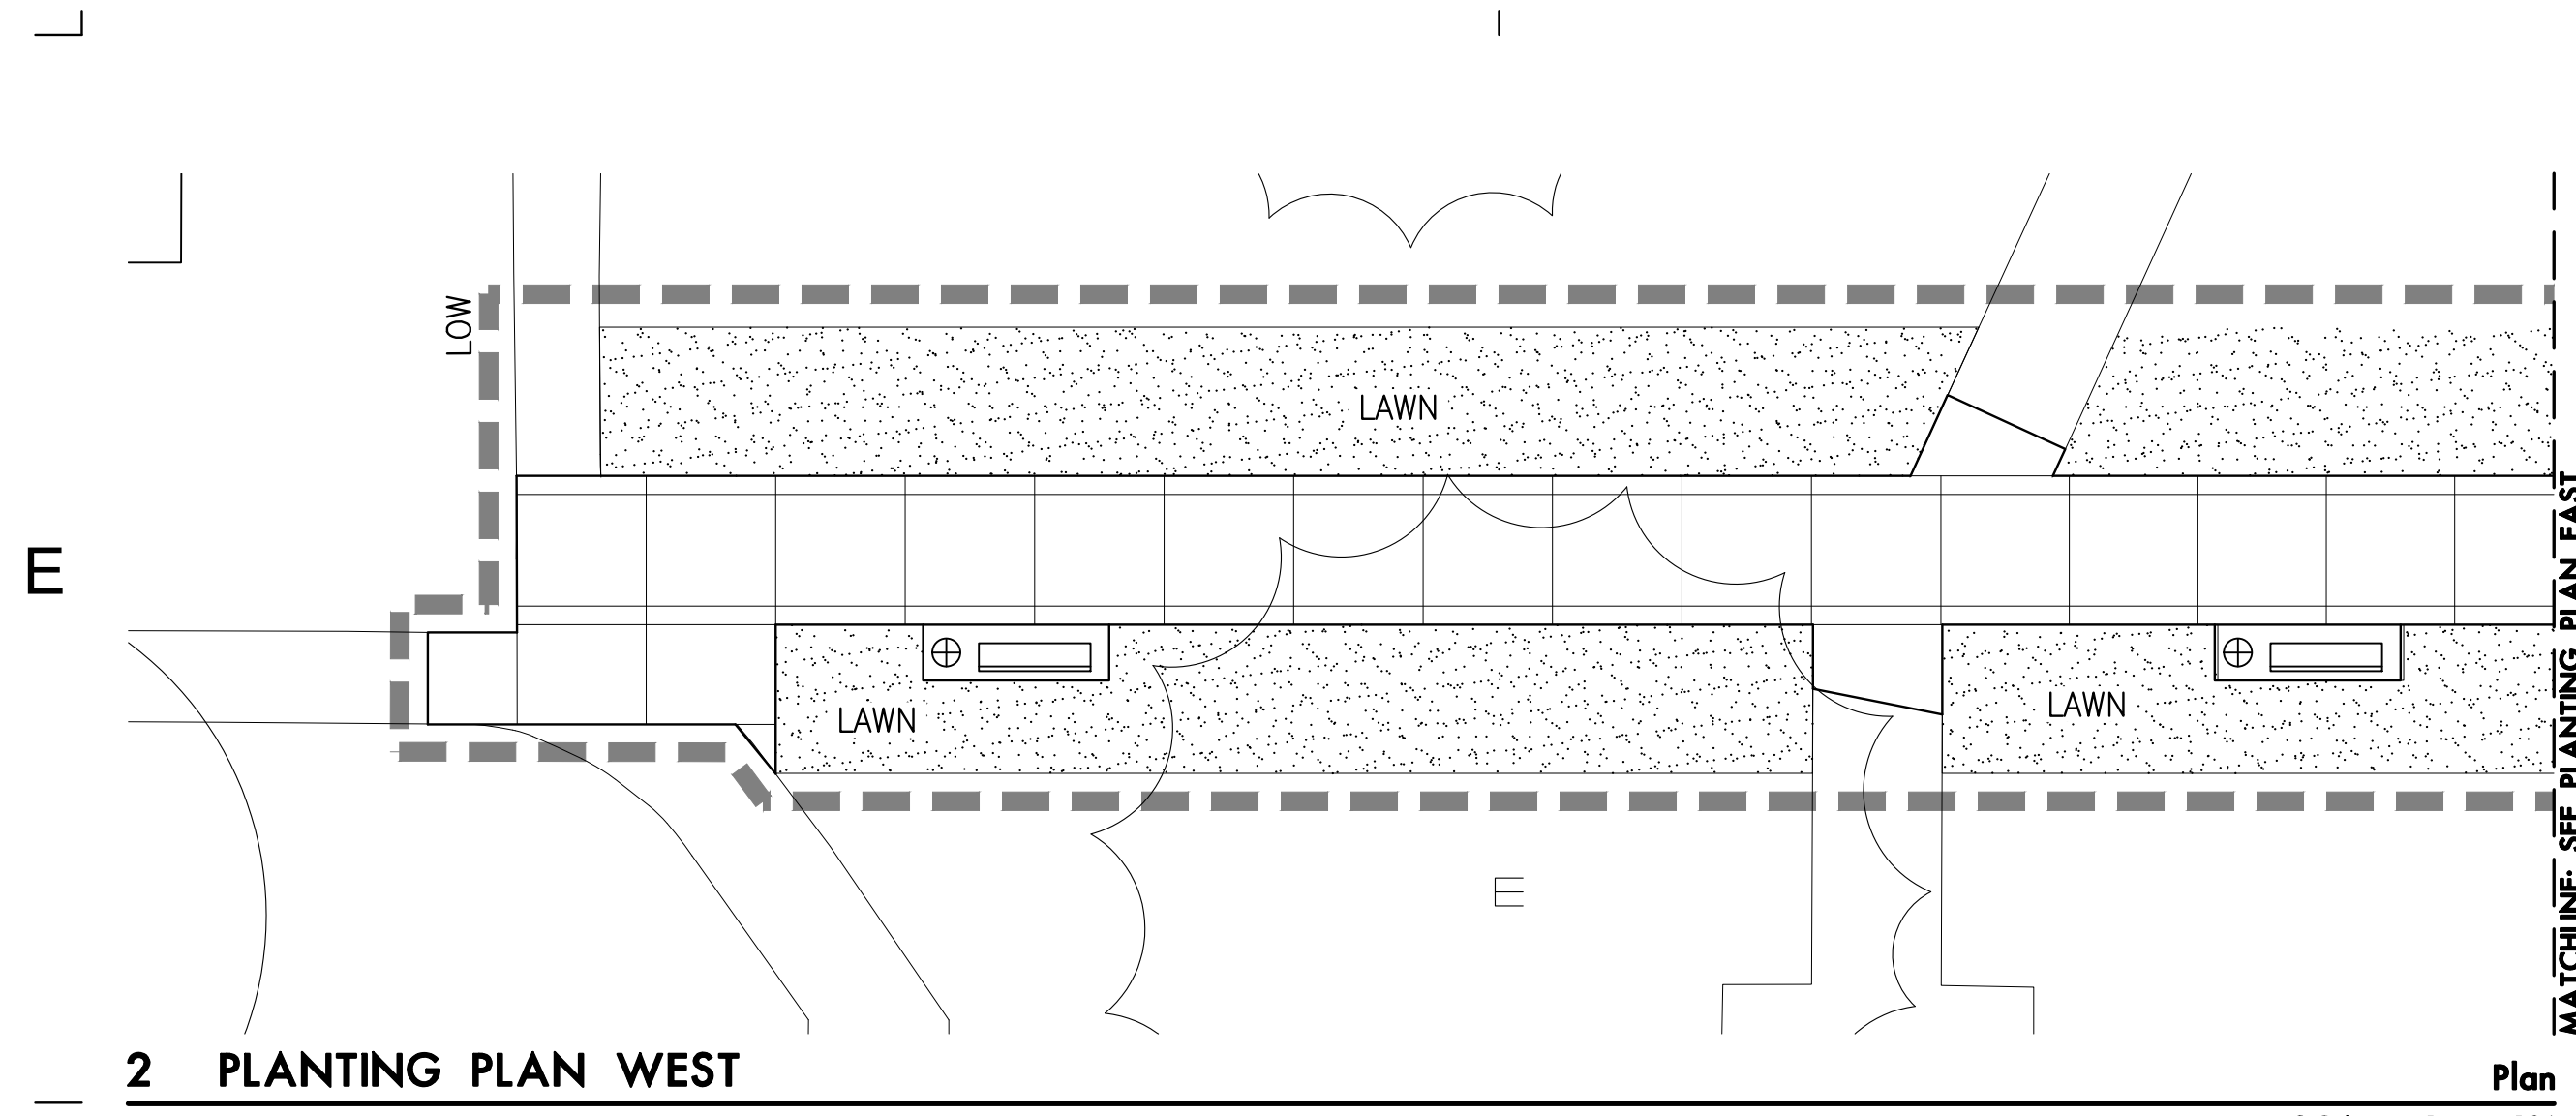 LOW
LAWN
E
LAWN
LAWN
MATCHLINE: SEE PLANTING PLAN EAST
E
2 PLANTING PLAN WEST
Plan